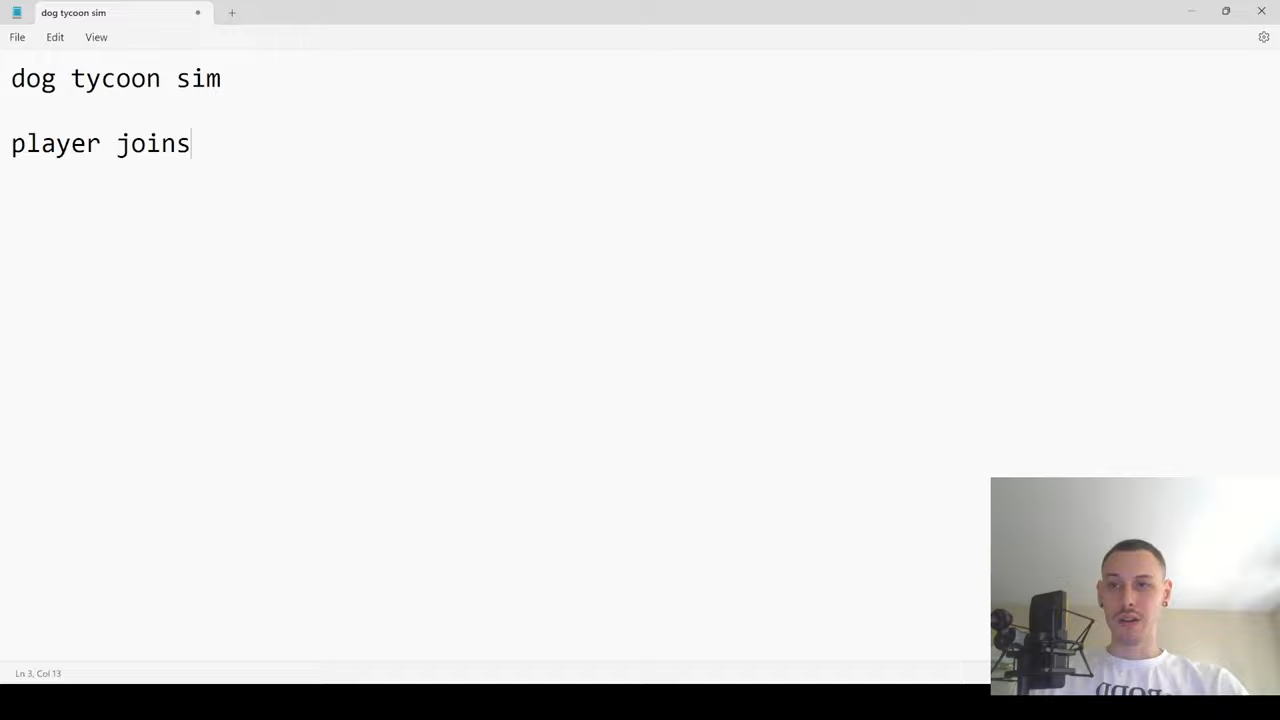 dog tycoon sim
File Edit View
dog tycoon sim
player joins
Ln 3, Col 13